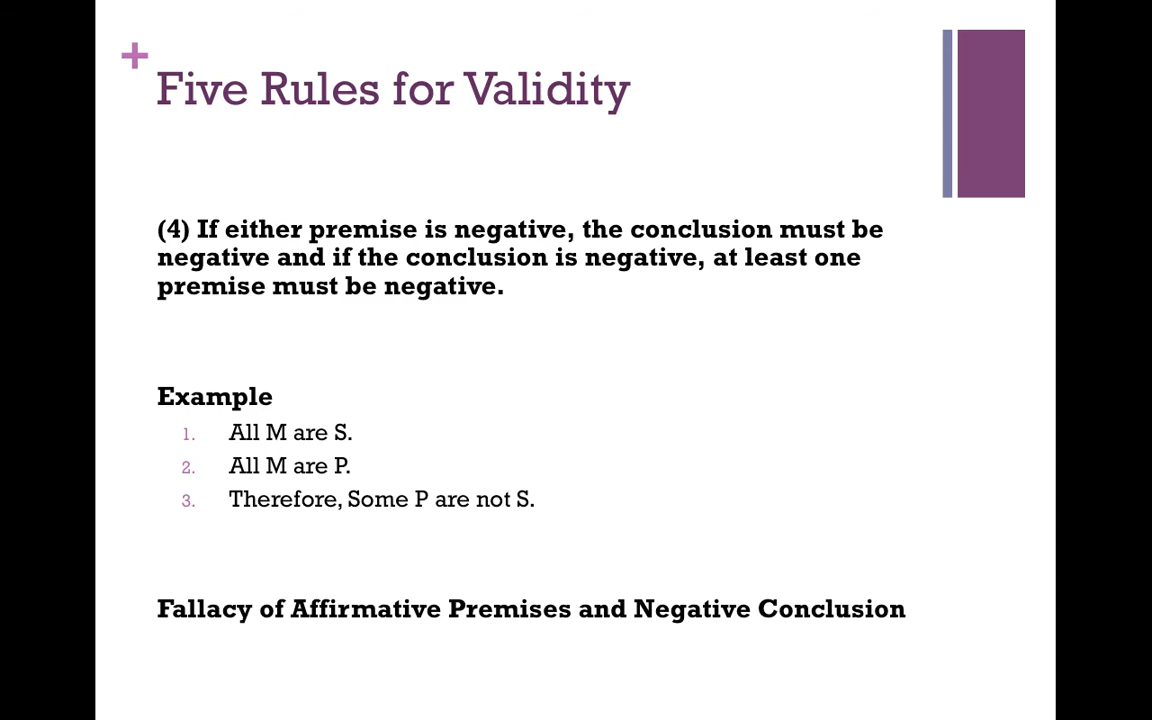 +
Five Rules for Validity
(4) If either premise is negative, the conclusion must be
negative and if the conclusion is negative, at least one
premise must be negative.
Example
1. All M are S.
2. All M are P.
3. Therefore, Some P are not S.
Fallacy of Affirmative Premises and Negative Conclusion